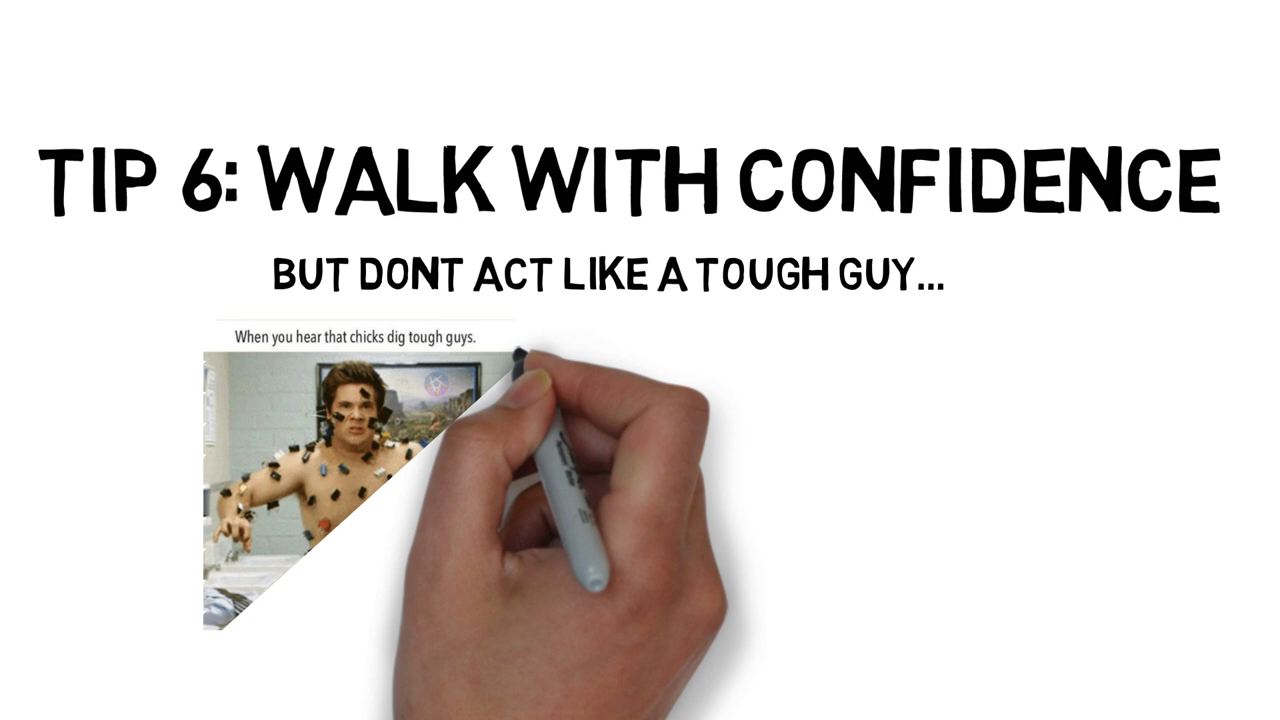 TIP 6: WALK WITH CONFIDENCE
BUT DONT ACT LIKE A TOUGH GUY...
When you hear that chicks dig tough guys.